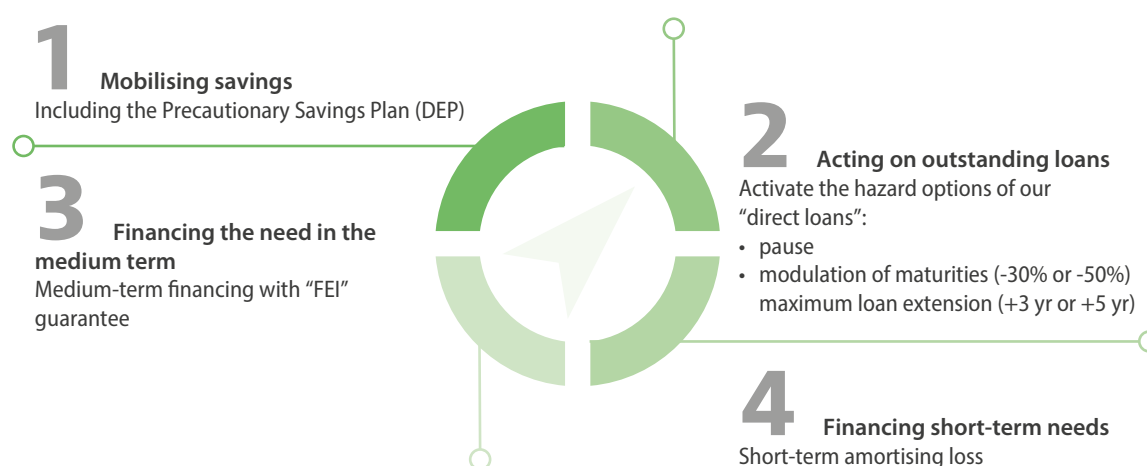 1 Mobilising savings
Including the Precautionary Savings Plan (DEP)
2 Acting on outstanding loans
Activate the hazard options of our
“direct loans”:
• pause
• modulation of maturities (-30% or -50%)
maximum loan extension (+3 yr or +5 yr)
3 Financing the need in the
medium term
Medium-term financing with “FEI”
guarantee
4 Financing short-term needs
Short-term amortising loss